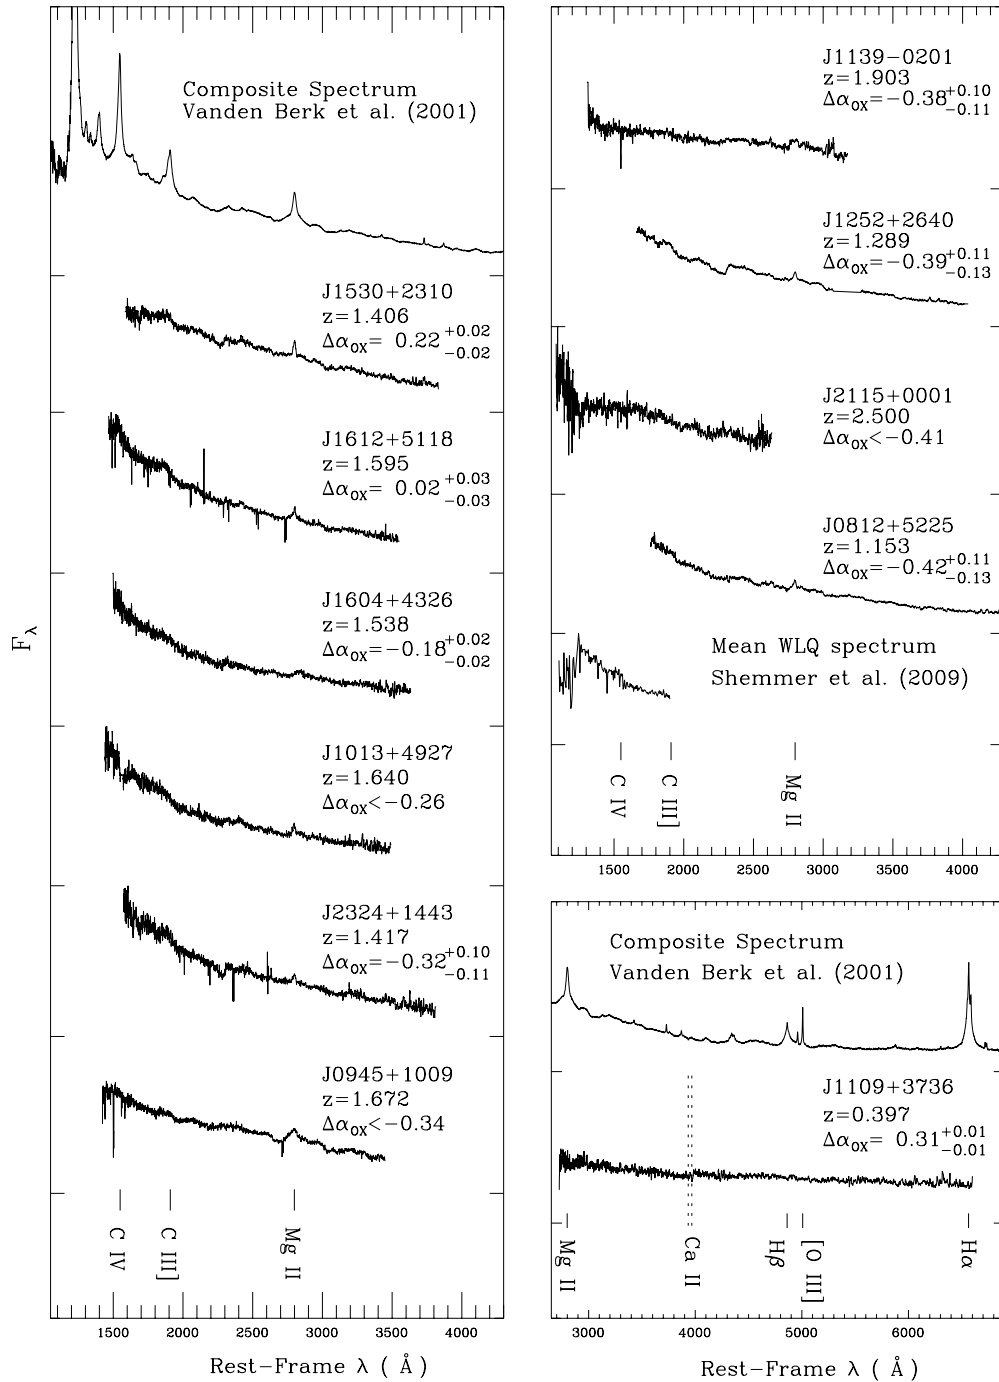 Composite Spectrum
Vanden Berk et al. (2001)
J1530+2310
z=1.406
Δα_OX= 0.22 +0.02 −0.02
J1612+5118
z=1.595
Δα_OX= 0.02 +0.03 −0.03
J1604+4326
z=1.538
Δα_OX=−0.18 +0.02 −0.02
J1013+4927
z=1.640
Δα_OX<−0.26
J2324+1443
z=1.417
Δα_OX=−0.32 +0.10 −0.11
J0945+1009
z=1.672
Δα_OX<−0.34
C IV
C III]
Mg II
1500 2000 2500 3000 3500 4000
Rest−Frame λ ( Å )
F_λ
J1139−0201
z=1.903
Δα_OX=−0.38 +0.10 −0.11
J1252+2640
z=1.289
Δα_OX=−0.39 +0.11 −0.13
J2115+0001
z=2.500
Δα_OX<−0.41
J0812+5225
z=1.153
Δα_OX=−0.42 +0.11 −0.13
Mean WLQ spectrum
Shemmer et al. (2009)
C IV
C III]
Mg II
1500 2000 2500 3000 3500 4000
Composite Spectrum
Vanden Berk et al. (2001)
J1109+3736
z=0.397
Δα_OX= 0.31 +0.01 −0.01
Mg II
Ca II
Hβ
[O III]
Hα
3000 4000 5000 6000
Rest−Frame λ ( Å )